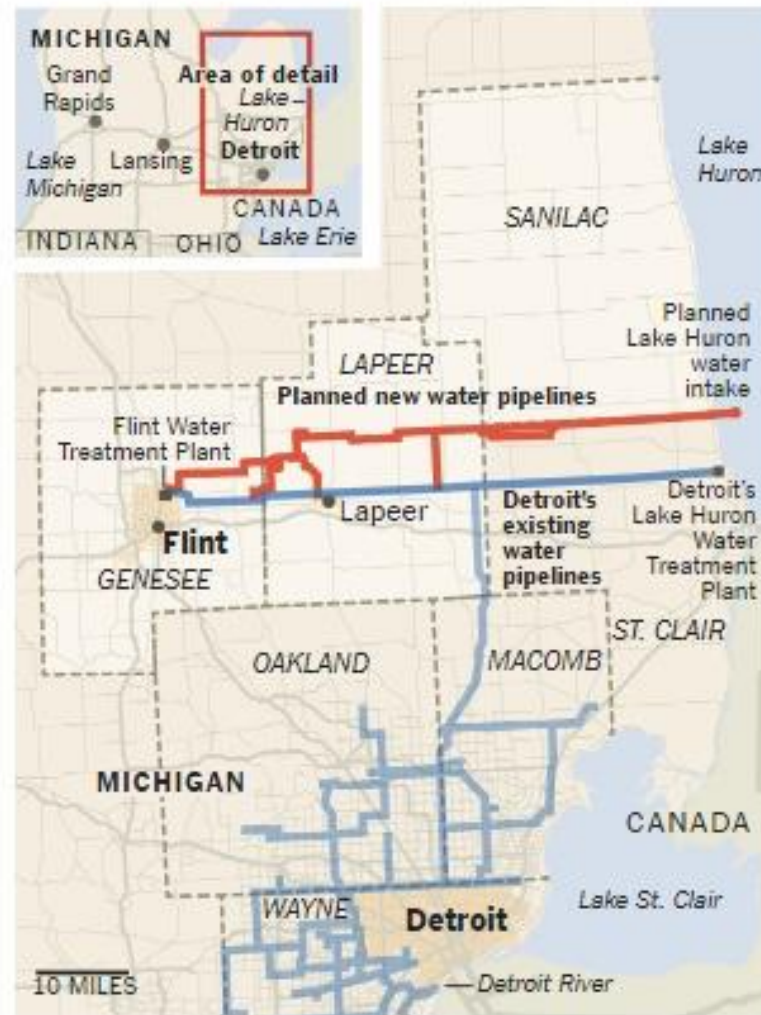 MICHIGAN
Grand
Rapids
Area of detail
Lake
Huron
Lake
Michigan
Lansing
Detroit
CANADA
INDIANA
OHIO
Lake Erie
Lake
Huron
SANILAC
Planned
Lake Huron
water
intake
LAPEER
Planned new water pipelines
Flint Water
Treatment Plant
Lapeer
Flint
GENESEE
Detroit's
existing
water
pipelines
Detroit's
Lake Huron
Water
Treatment
Plant
ST. CLAIR
OAKLAND
MACOMB
MICHIGAN
CANADA
WAYNE
Detroit
Lake St. Clair
10 MILES
Detroit River